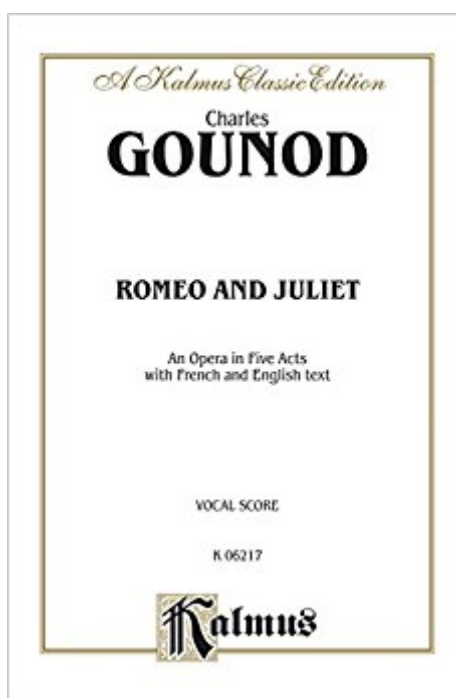 A Kalmus Classic Edition
Charles
GOUNOD
ROMEO AND JULIET
An Opera in Five Acts
with French and English text
VOCAL SCORE
K 06217
Kalmus